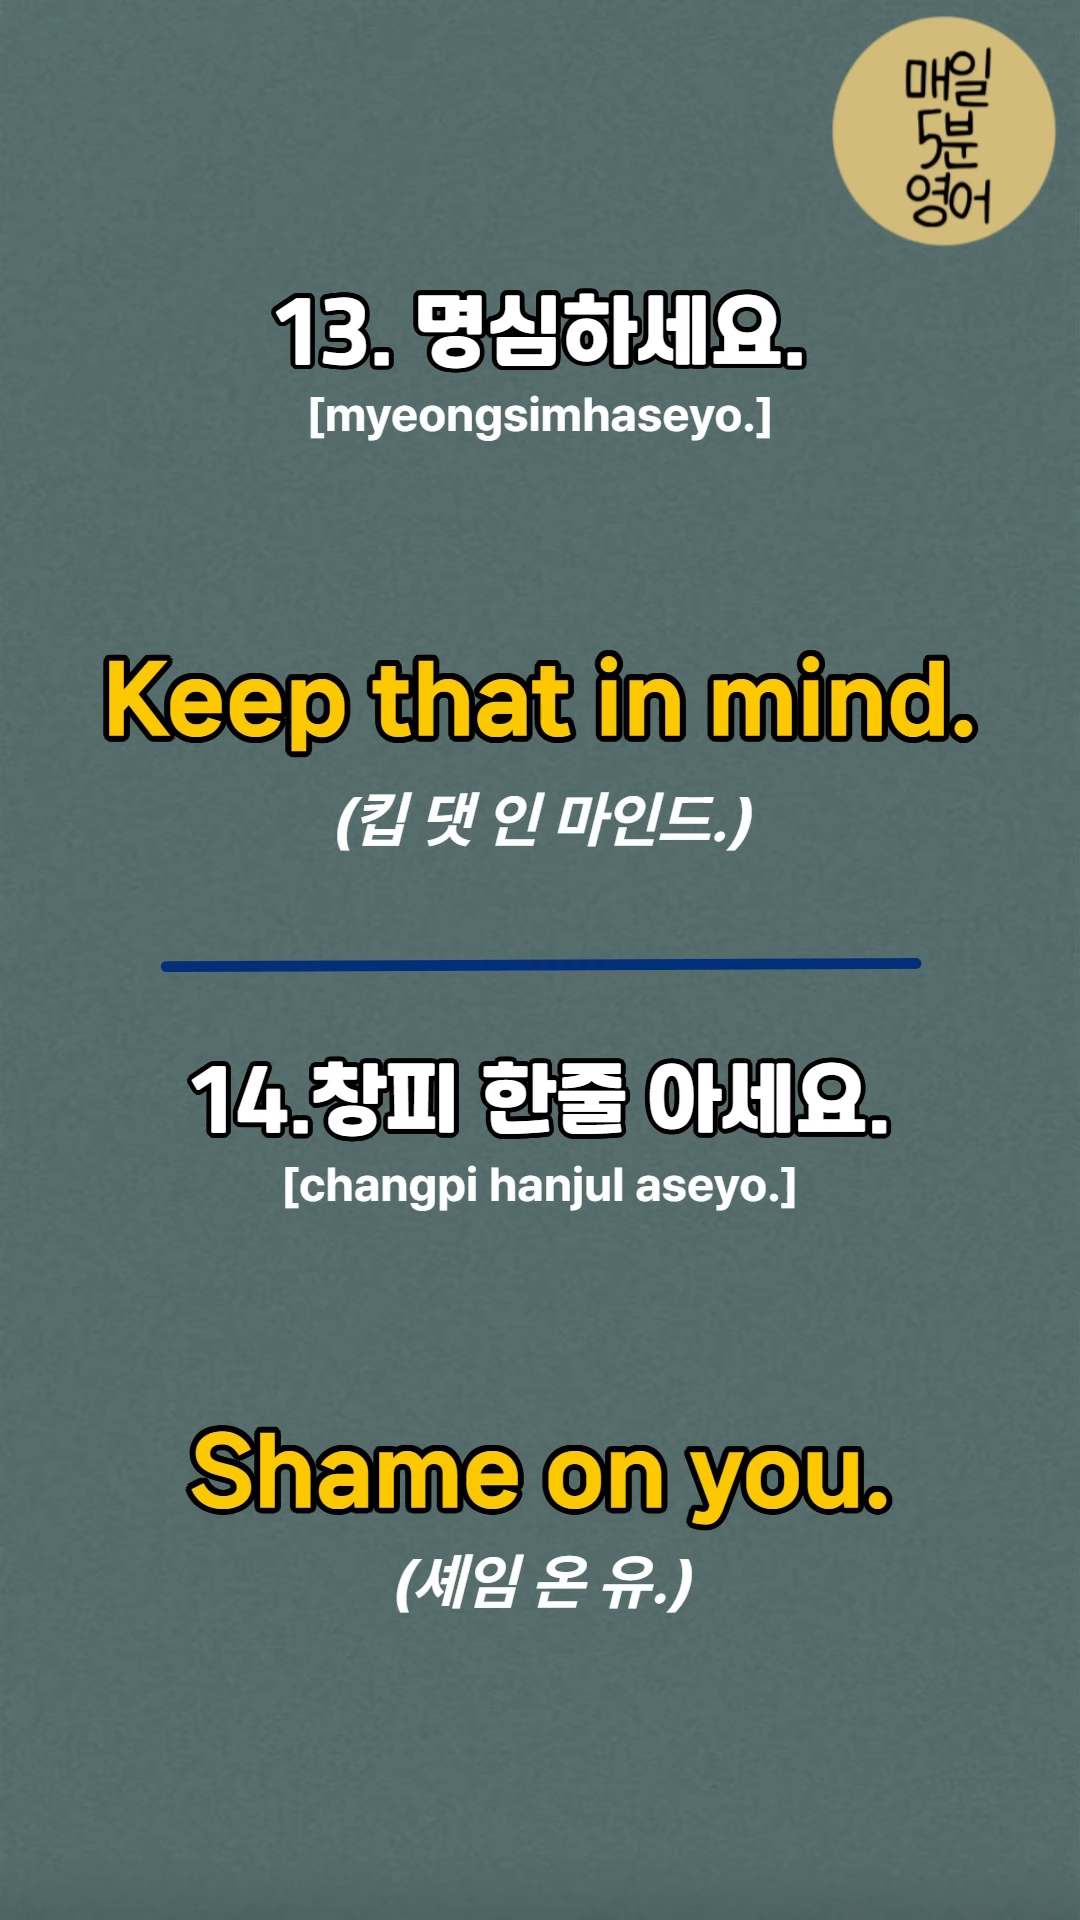 매일
5분
영어
13. 명심하세요.
[myeongsimhaseyo.]
Keep that in mind.
(킵 댓 인 마인드.)
14.창피 한줄 아세요.
[changpi hanjul aseyo.]
Shame on you.
(셰임 온 유.)